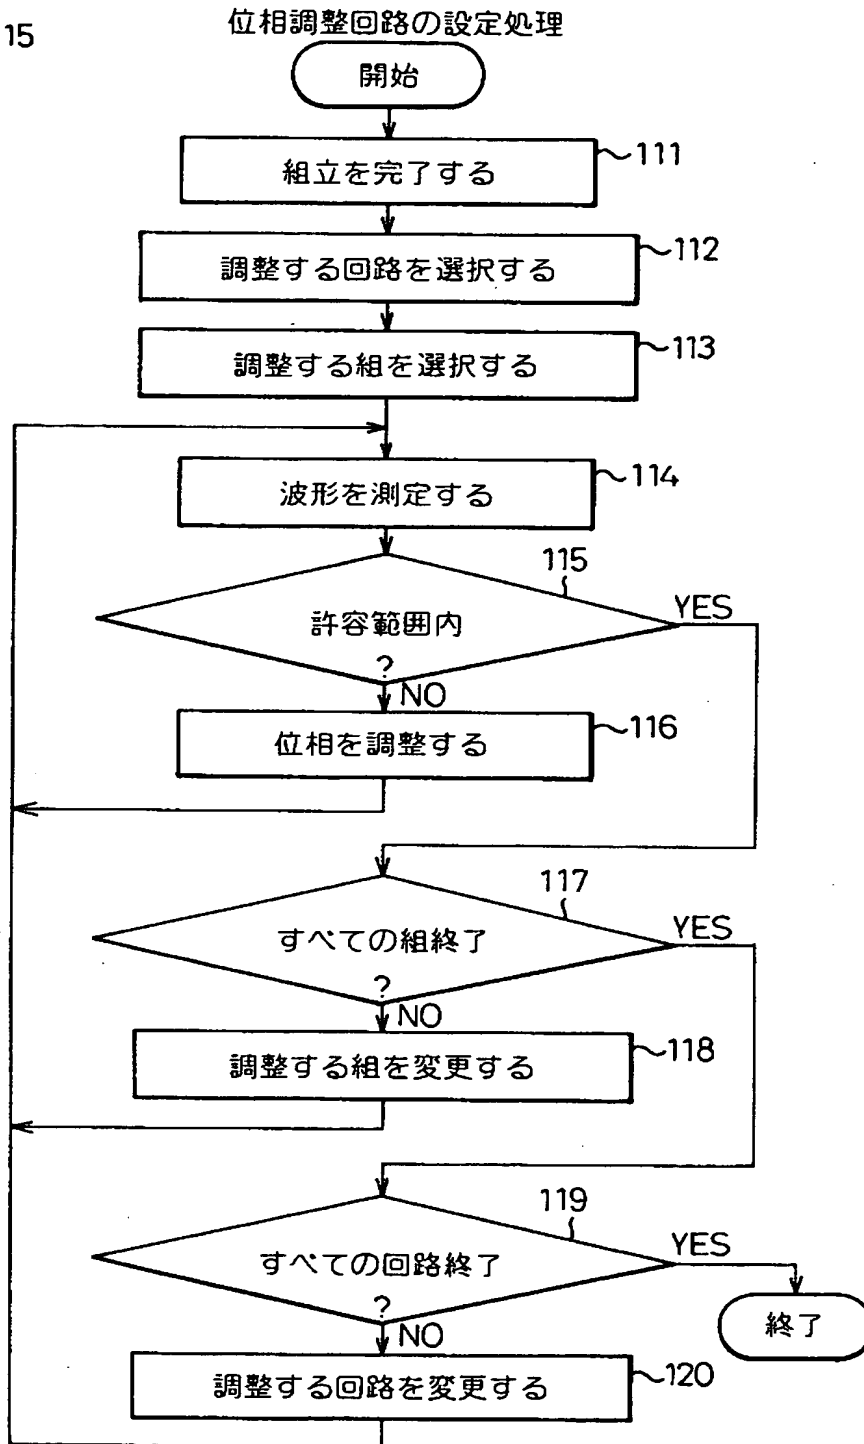 15
位相調整回路の設定処理
開始
組立を完了する
111
調整する回路を選択する
112
調整する組を選択する
113
波形を測定する
114
115
許容範囲内
?
YES
NO
位相を調整する
116
117
すべての組終了
?
YES
NO
調整する組を変更する
118
119
すべての回路終了
?
YES
NO
終了
調整する回路を変更する
120